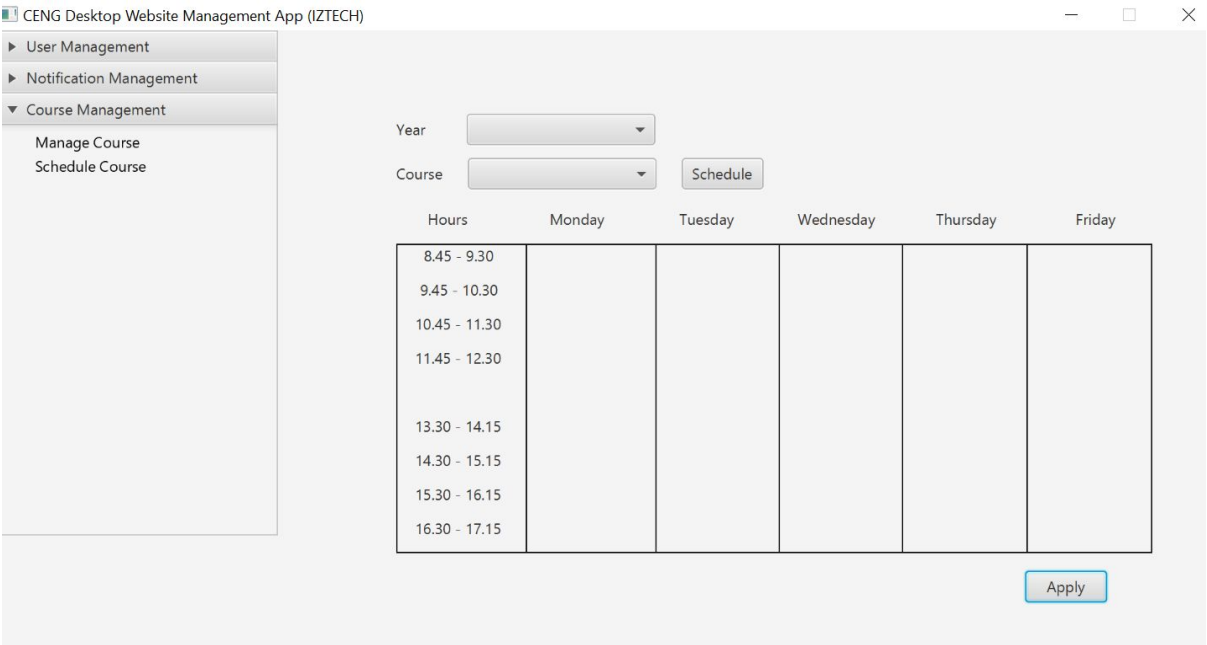 CENG Desktop Website Management App (IZTECH)
User Management
Notification Management
Course Management
Manage Course
Schedule Course
Year
Course
Schedule
Hours Monday Tuesday Wednesday Thursday Friday
8.45 - 9.30
9.45 - 10.30
10.45 - 11.30
11.45 - 12.30
13.30 - 14.15
14.30 - 15.15
15.30 - 16.15
16.30 - 17.15
Apply